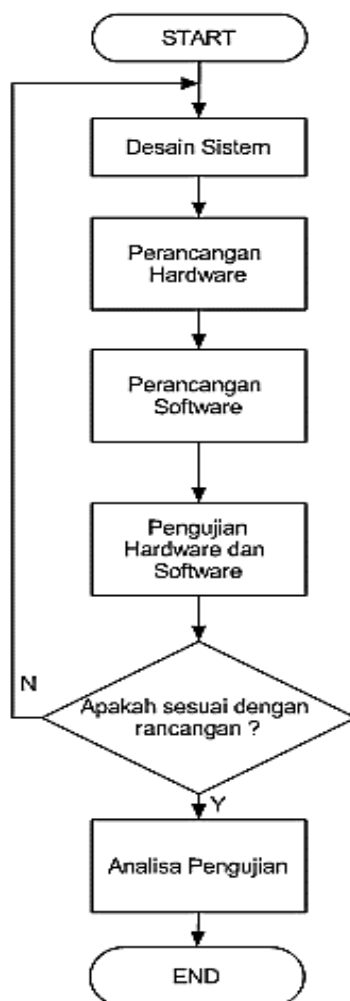 START
Desain Sistem
Perancangan
Hardware
Perancangan
Software
Pengujian
Hardware dan
Software
N
Apakah sesuai dengan
rancangan ?
Y
Analisa Pengujian
END